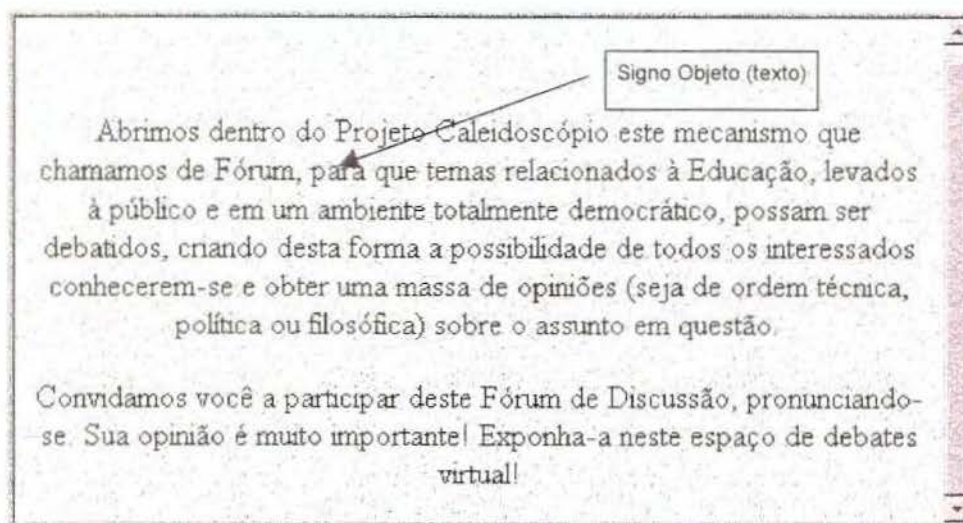 Signo Objeto (texto)
Abrimos dentro do Projeto Caleidoscópio este mecanismo que
chamamos de Fórum, para que temas relacionados à Educação, levados
à público e em um ambiente totalmente democrático, possam ser
debatidos, criando desta forma a possibilidade de todos os interessados
conhecerem-se e obter uma massa de opiniões (seja de ordem técnica,
política ou filosófica) sobre o assunto em questão.
Convidamos você a participar deste Fórum de Discussão, pronunciando-
se. Sua opinião é muito importante! Exponha-a neste espaço de debates
virtual!